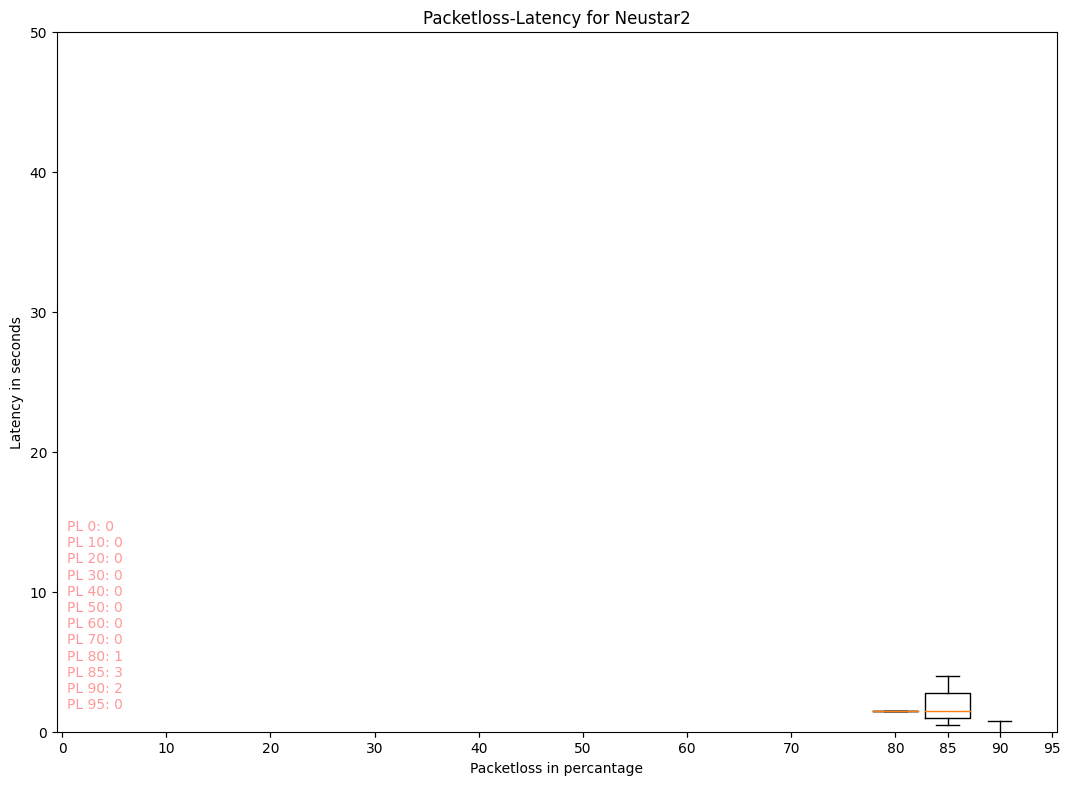 Packetloss-Latency for Neustar2
50
40
30
20
10
0
Latency in seconds
PL 0: 0
PL 10: 0
PL 20: 0
PL 30: 0
PL 40: 0
PL 50: 0
PL 60: 0
PL 70: 0
PL 80: 1
PL 85: 3
PL 90: 2
PL 95: 0
0 10 20 30 40 50 60 70 80 85 90 95
Packetloss in percantage